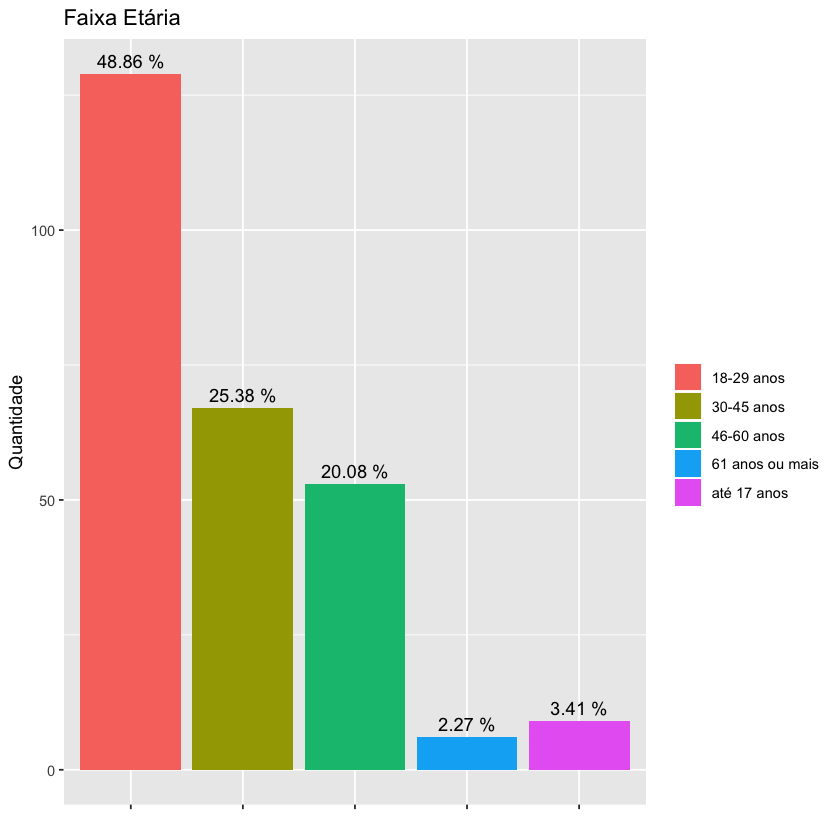 Faixa Etária
48.86 %
25.38 %
20.08 %
2.27 %
3.41 %
100
50
0
Quantidade
18-29 anos
30-45 anos
46-60 anos
61 anos ou mais
até 17 anos